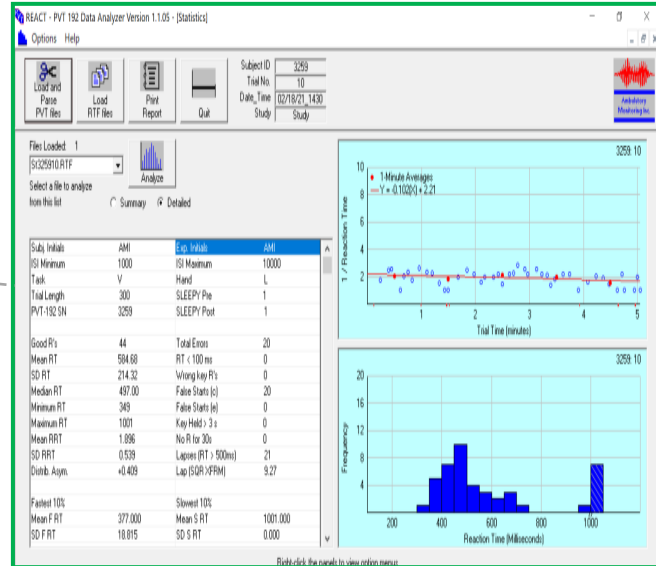 REACT - PVT 192 Data Analyzer Version 1.1.05 - [Statistics]
Options Help
Load and Parse PVT files
Load RTF files
Print Report
Quit
Subject ID 3259
Trial No. 10
Date_Time 02/18/21_1430
Study Study
Ambulatory Monitoring Inc.
Files Loaded: 1
St325910.RTF
Analyze
Select a file to analyze
from this list
Summary Detailed
Subj. Initials AMI Exp. Initials AMI
ISI Minimum 1000 ISI Maximum 10000
Task V Hand L
Trial Length 300 SLEEPY Pre 1
PVT-192 SN 3259 SLEEPY Post 1
Good R's 44 Total Errors 20
Mean RT 584.68 RT < 100 ms 0
SD RT 214.32 Wrong key R's 0
Median RT 497.00 False Starts (c) 20
Minimum RT 349 False Starts (e) 0
Maximum RT 1001 Key Held > 3 s 0
Mean RRT 1.896 No R for 30s 0
SD RRT 0.539 Lapses (RT > 500ms) 21
Distrib. Asym. +0.409 Lap (SQR XFRM) 9.27
Fastest 10% Slowest 10%
Mean F RT 377.000 Mean S RT 1001.000
SD F RT 18.815 SD S RT 0.000
3259: 10
1-Minute Averages
Y = -0.102(X) + 2.21
1 / Reaction Time
10
8
6
4
2
1 2 3 4 5
Trial Time (minutes)
3259: 10
Frequency
20
16
12
8
4
200 400 600 800 1000
Reaction Time (Milliseconds)
Right-click the panels to view option menus